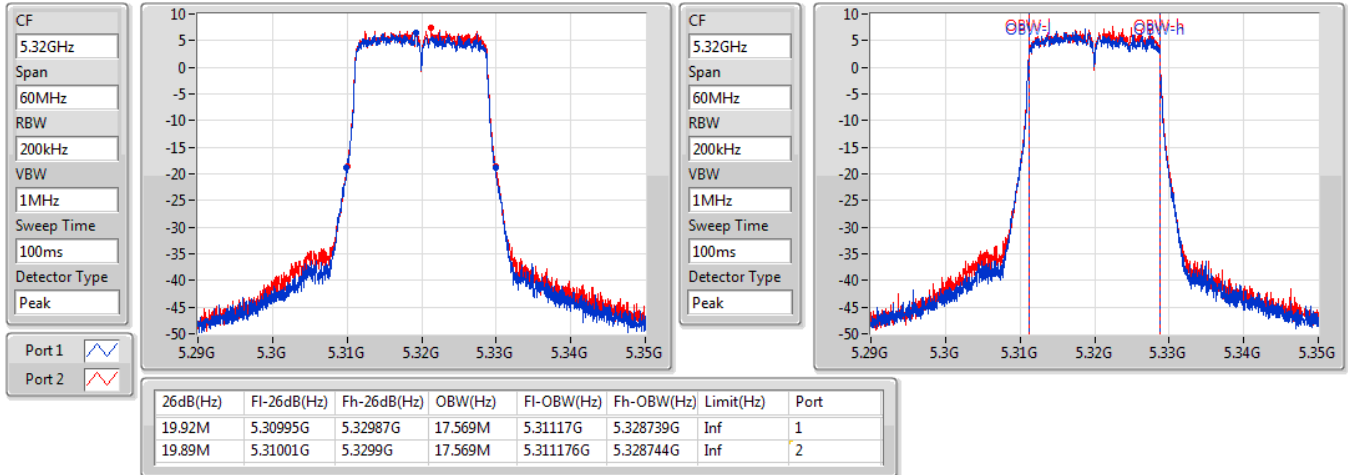 CF
5.32GHz
Span
60MHz
RBW
200kHz
VBW
1MHz
Sweep Time
100ms
Detector Type
Peak
Port 1
Port 2
10-
5-
0-
-5-
-10-
-15-
-20-
-25-
-30-
-35-
-40-
-45-
-50-
5.29G 5.3G 5.31G 5.32G 5.33G 5.34G 5.35G
CF
5.32GHz
Span
60MHz
RBW
200kHz
VBW
1MHz
Sweep Time
100ms
Detector Type
Peak
OBW-l OBW-h
OBW-l OBW-h
10-
5-
0-
-5-
-10-
-15-
-20-
-25-
-30-
-35-
-40-
-45-
-50-
5.29G 5.3G 5.31G 5.32G 5.33G 5.34G 5.35G
26dB(Hz) Fl-26dB(Hz) Fh-26dB(Hz) OBW(Hz) Fl-OBW(Hz) Fh-OBW(Hz) Limit(Hz) Port
19.92M 5.30995G 5.32987G 17.569M 5.31117G 5.328739G Inf 1
19.89M 5.31001G 5.3299G 17.569M 5.311176G 5.328744G Inf 2